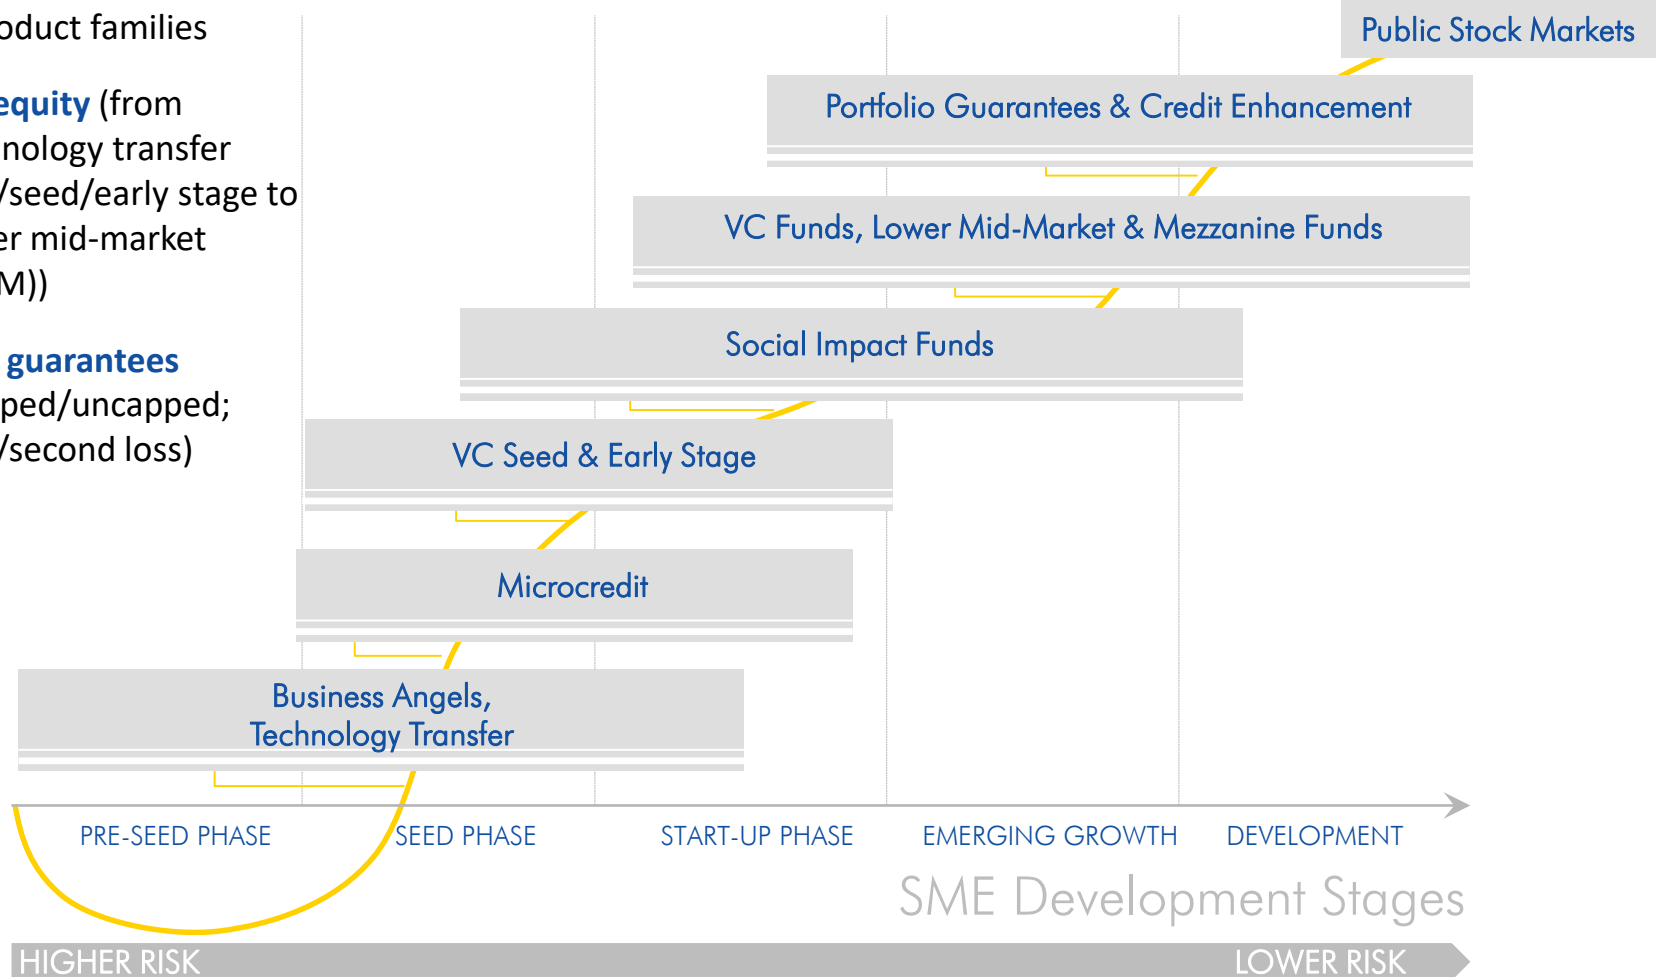 oduct families
equity (from
nology transfer
/seed/early stage to
er mid-market
M))
guarantees
pped/uncapped;
/second loss)
Public Stock Markets
Portfolio Guarantees & Credit Enhancement
VC Funds, Lower Mid-Market & Mezzanine Funds
Social Impact Funds
VC Seed & Early Stage
Microcredit
Business Angels,
Technology Transfer
PRE-SEED PHASE
SEED PHASE
START-UP PHASE
EMERGING GROWTH
DEVELOPMENT
SME Development Stages
HIGHER RISK
LOWER RISK